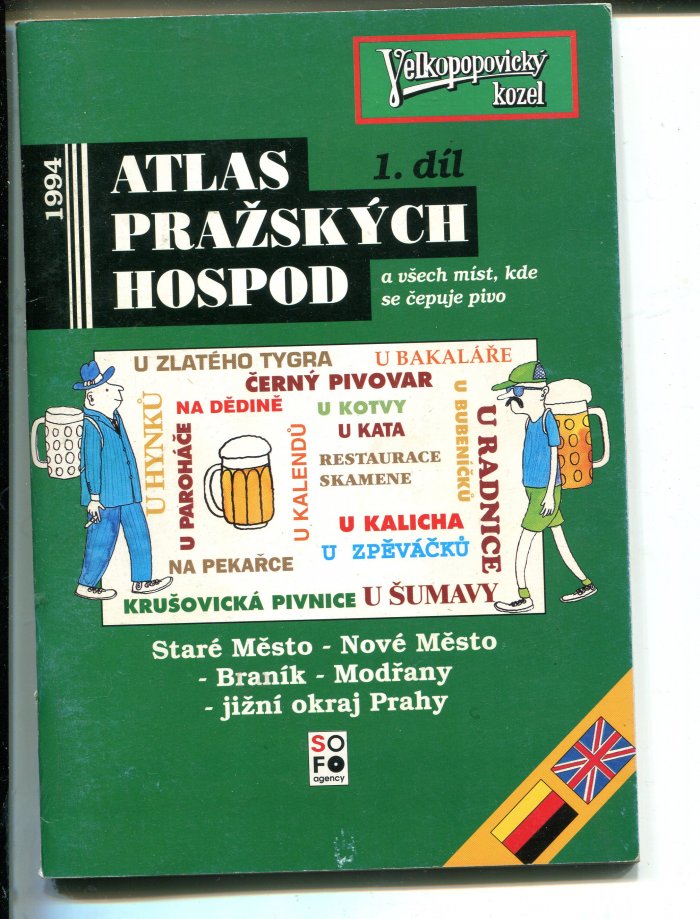 Velkopopovický
kozel
1994
ATLAS
PRAŽSKÝCH
HOSPOD
1. díl
a všech míst, kde
se čepuje pivo
U ZLATÉHO TYGRA
U BAKALÁŘE
ČERNÝ PIVOVAR
U HYNKŮ
NA DĚDINĚ
U KOTVY
U BUBENÍČKŮ
U RADNICE
U PAROHÁČE
U KALENDŮ
U KATA
RESTAURACE
SKAMENE
U KALICHA
U ZPĚVÁČKŮ
NA PEKAŘCE
KRUŠOVICKÁ PIVNICE
U ŠUMAVY
Staré Město - Nové Město
- Braník - Modřany
- jižní okraj Prahy
SO
FO
agency